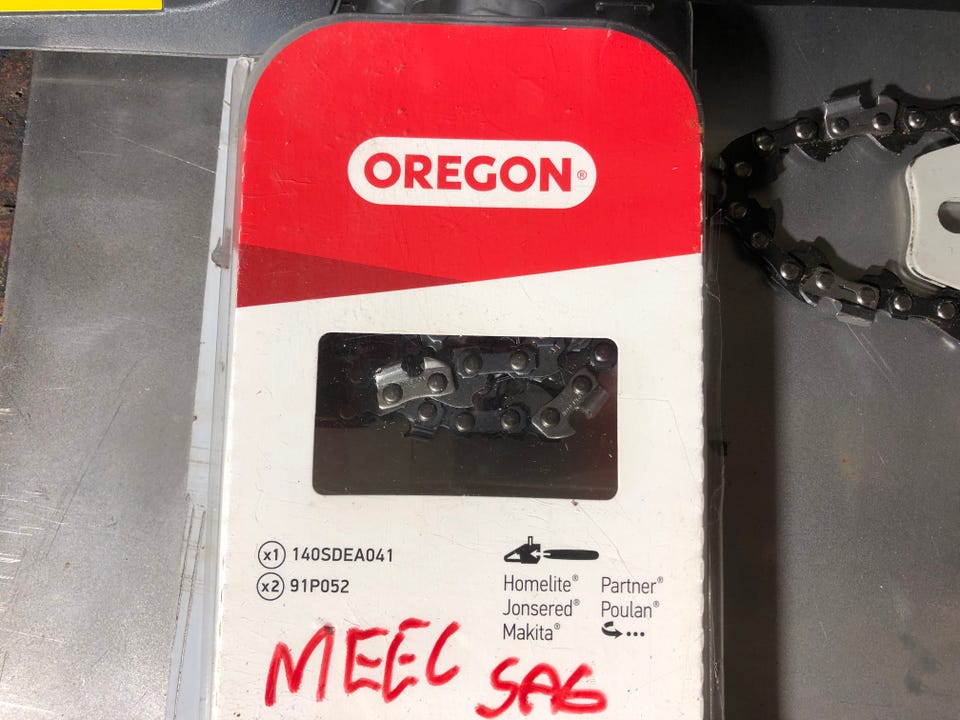 OREGON®
x1 140SDEA041
x2 91P052
Homelite® Partner®
Jonsered® Poulan®
Makita® ...
MEEC SAG